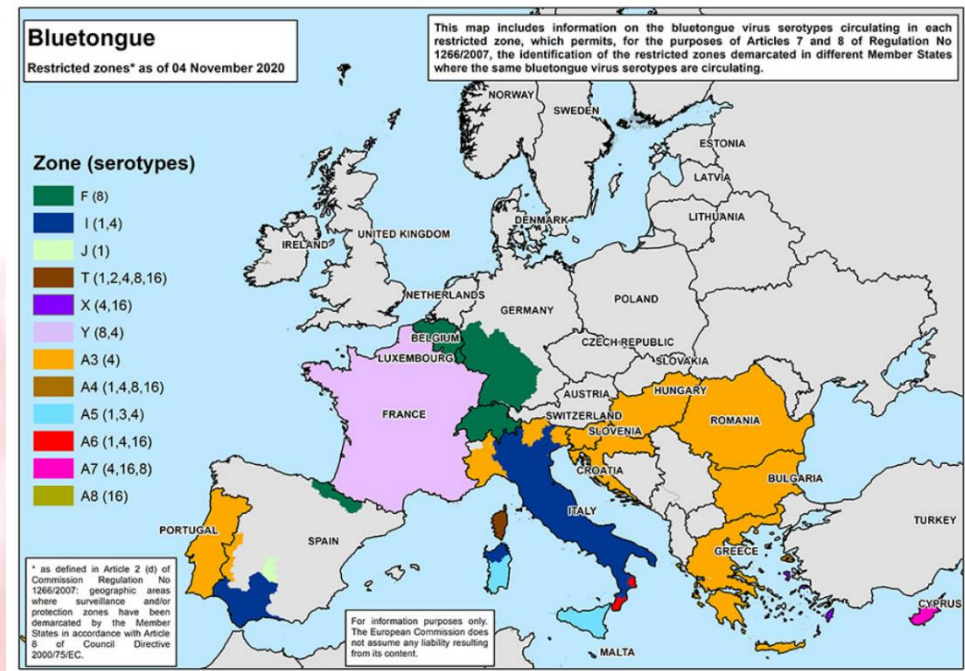 Bluetongue
Restricted zones* as of 04 November 2020
This map includes information on the bluetongue virus serotypes circulating in each
restricted zone, which permits, for the purposes of Articles 7 and 8 of Regulation No
1266/2007, the identification of the restricted zones demarcated in different Member States
where the same bluetongue virus serotypes are circulating.
Zone (serotypes)
F (8)
I (1,4)
J (1)
T (1,2,4,8,16)
X (4,16)
Y (8,4)
A3 (4)
A4 (1,4,8,16)
A5 (1,3,4)
A6 (1,4,16)
A7 (4,16,8)
A8 (16)
NORWAY
SWEDEN
ESTONIA
LATVIA
LITHUANIA
DENMARK
IRELAND
UNITED KINGDOM
NETHERLANDS
GERMANY
POLAND
BELGIUM
LUXEMBOURG
CZECH REPUBLIC
SLOVAKIA
AUSTRIA
HUNGARY
FRANCE
SWITZERLAND
SLOVENIA
ROMANIA
CROATIA
BULGARIA
ITALY
PORTUGAL
SPAIN
TURKEY
GREECE
CYPRUS
MALTA
* as defined in Article 2 (d) of
Commission Regulation No
1266/2007: geographic areas
where surveillance and/or
protection zones have been
demarcated by the Member
States in accordance with Article
8 of Council Directive
2000/75/EC.
For information purposes only.
The European Commission does
not assume any liability resulting
from its content.